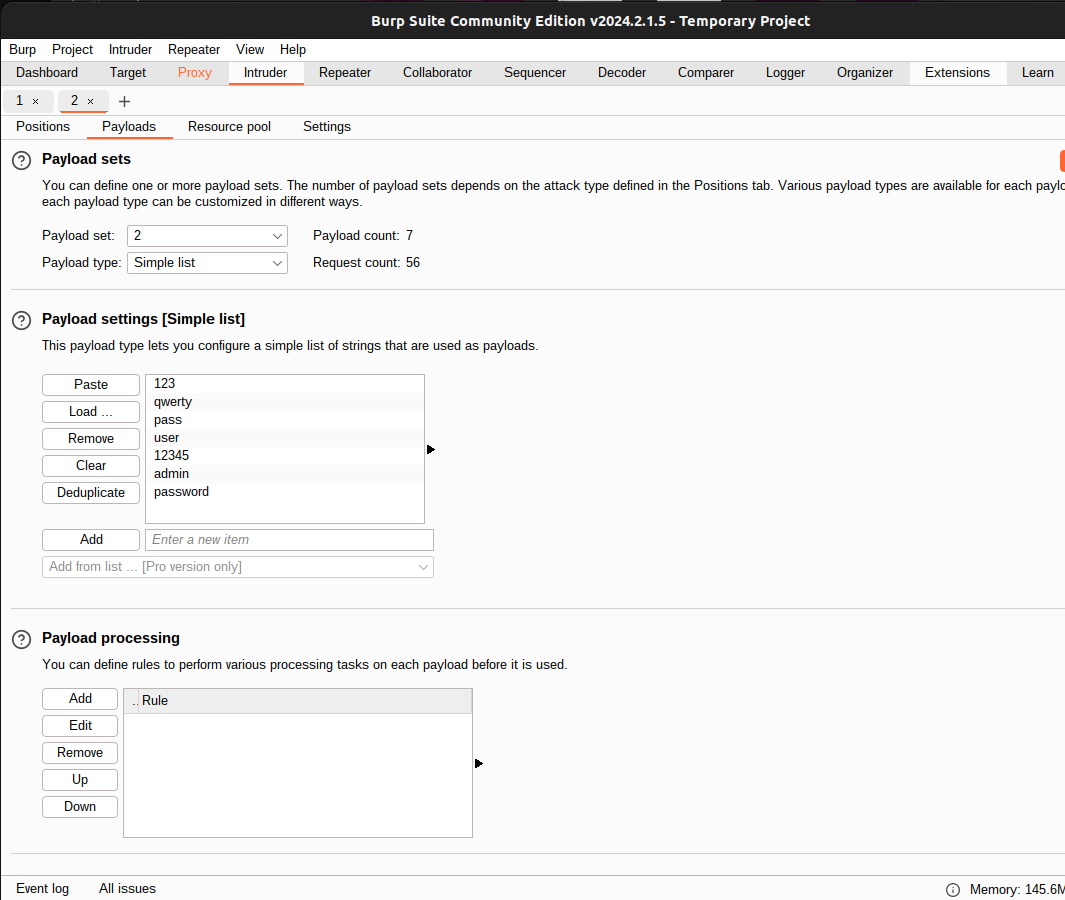 Burp Suite Community Edition v2024.2.1.5 - Temporary Project
Burp Project Intruder Repeater View Help
Dashboard Target Proxy Intruder Repeater Collaborator Sequencer Decoder Comparer Logger Organizer Extensions Learn
1 × 2 × +
Positions Payloads Resource pool Settings
? Payload sets
You can define one or more payload sets. The number of payload sets depends on the attack type defined in the Positions tab. Various payload types are available for each
each payload type can be customized in different ways.
Payload set: 2 Payload count: 7
Payload type: Simple list Request count: 56
? Payload settings [Simple list]
This payload type lets you configure a simple list of strings that are used as payloads.
Paste
Load ...
Remove
Clear
Deduplicate
123
qwerty
pass
user
12345
admin
password
Add Enter a new item
Add from list ... [Pro version only]
? Payload processing
You can define rules to perform various processing tasks on each payload before it is used.
Add
Edit
Remove
Up
Down
.. Rule
Event log All issues Memory: 145.6M